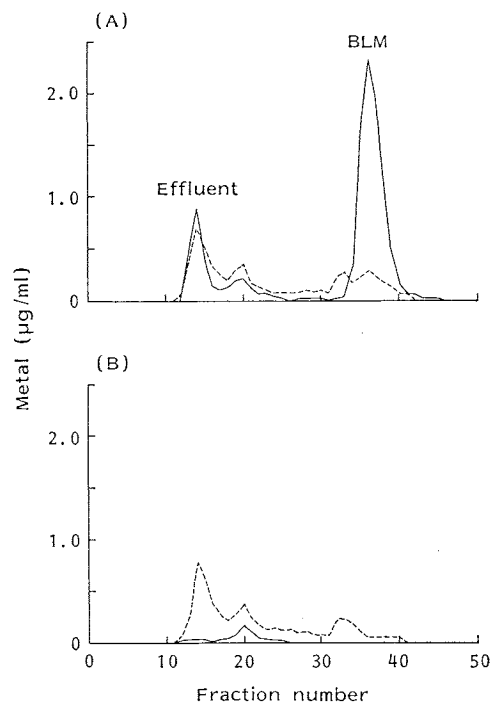 (A)
BLM
2.0
Effluent
1.0
0
Metal (µg/ml)
(B)
2.0
1.0
0
0 10 20 30 40 50
Fraction number